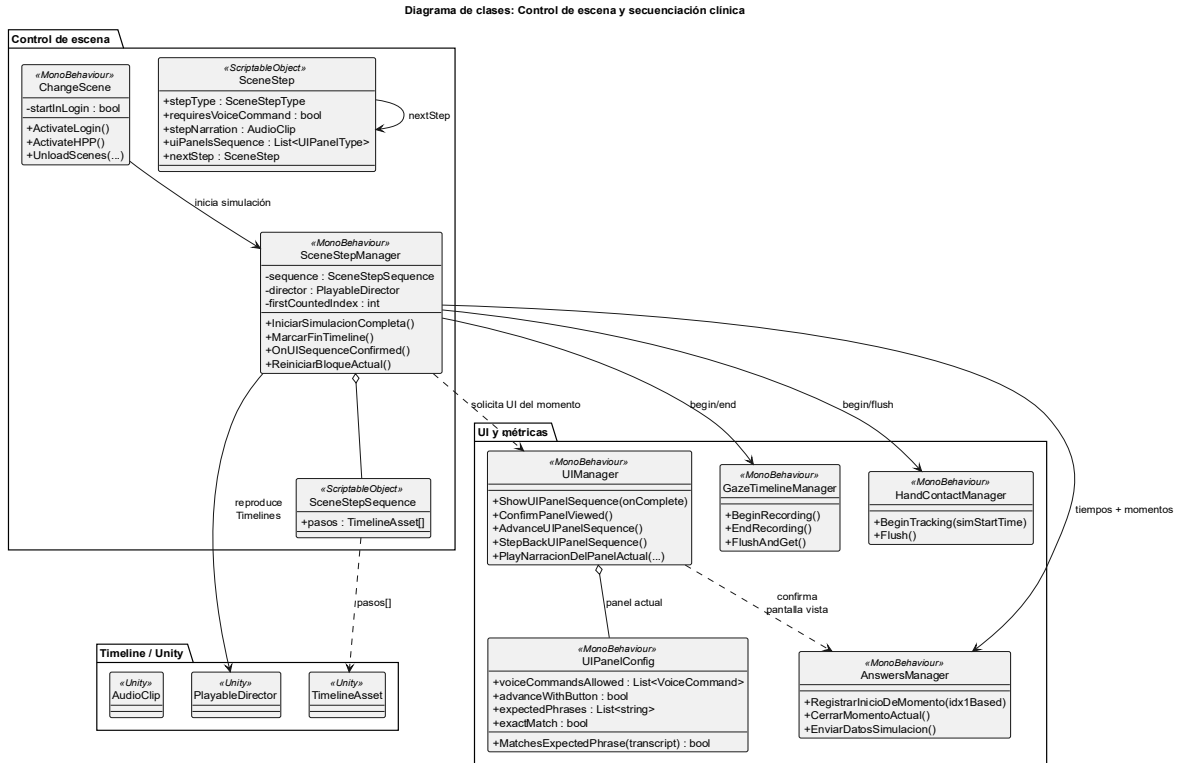 Diagrama de clases: Control de escena y secuenciación clínica
Control de escena
«MonoBehaviour»
ChangeScene
-startInLogin : bool
+ActivateLogin()
+ActivateHPP()
+UnloadScenes(...)
«ScriptableObject»
SceneStep
+stepType : SceneStepType
+requiresVoiceCommand : bool
+stepNarration : AudioClip
+uiPanelsSequence : List<UIPanelType>
+nextStep : SceneStep
nextStep
inicia simulación
«MonoBehaviour»
SceneStepManager
-sequence : SceneStepSequence
-director : PlayableDirector
-firstCountedIndex : int
+IniciarSimulacionCompleta()
+MarcarFinTimeline()
+OnUISequenceConfirmed()
+ReiniciarBloqueActual()
solicita UI del momento
begin/end
begin/flush
tiempos + momentos
reproduce
Timelines
«ScriptableObject»
SceneStepSequence
+pasos : TimelineAsset[]
pasos[]
UI y métricas
«MonoBehaviour»
UIManager
+ShowUIPanelSequence(onComplete)
+ConfirmPanelViewed()
+AdvanceUIPanelSequence()
+StepBackUIPanelSequence()
+PlayNarracionDelPanelActual(...)
«MonoBehaviour»
GazeTimelineManager
+BeginRecording()
+EndRecording()
+FlushAndGet()
«MonoBehaviour»
HandContactManager
+BeginTracking(simStartTime)
+Flush()
panel actual
confirma
pantalla vista
Timeline / Unity
«Unity»
AudioClip
«Unity»
PlayableDirector
«Unity»
TimelineAsset
«MonoBehaviour»
UIPanelConfig
+voiceCommandsAllowed : List<VoiceCommand>
+advanceWithButton : bool
+expectedPhrases : List<string>
+exactMatch : bool
+MatchesExpectedPhrase(transcript) : bool
«MonoBehaviour»
AnswersManager
+RegistrarInicioDeMomento(idx1Based)
+CerrarMomentoActual()
+EnviarDatosSimulacion()